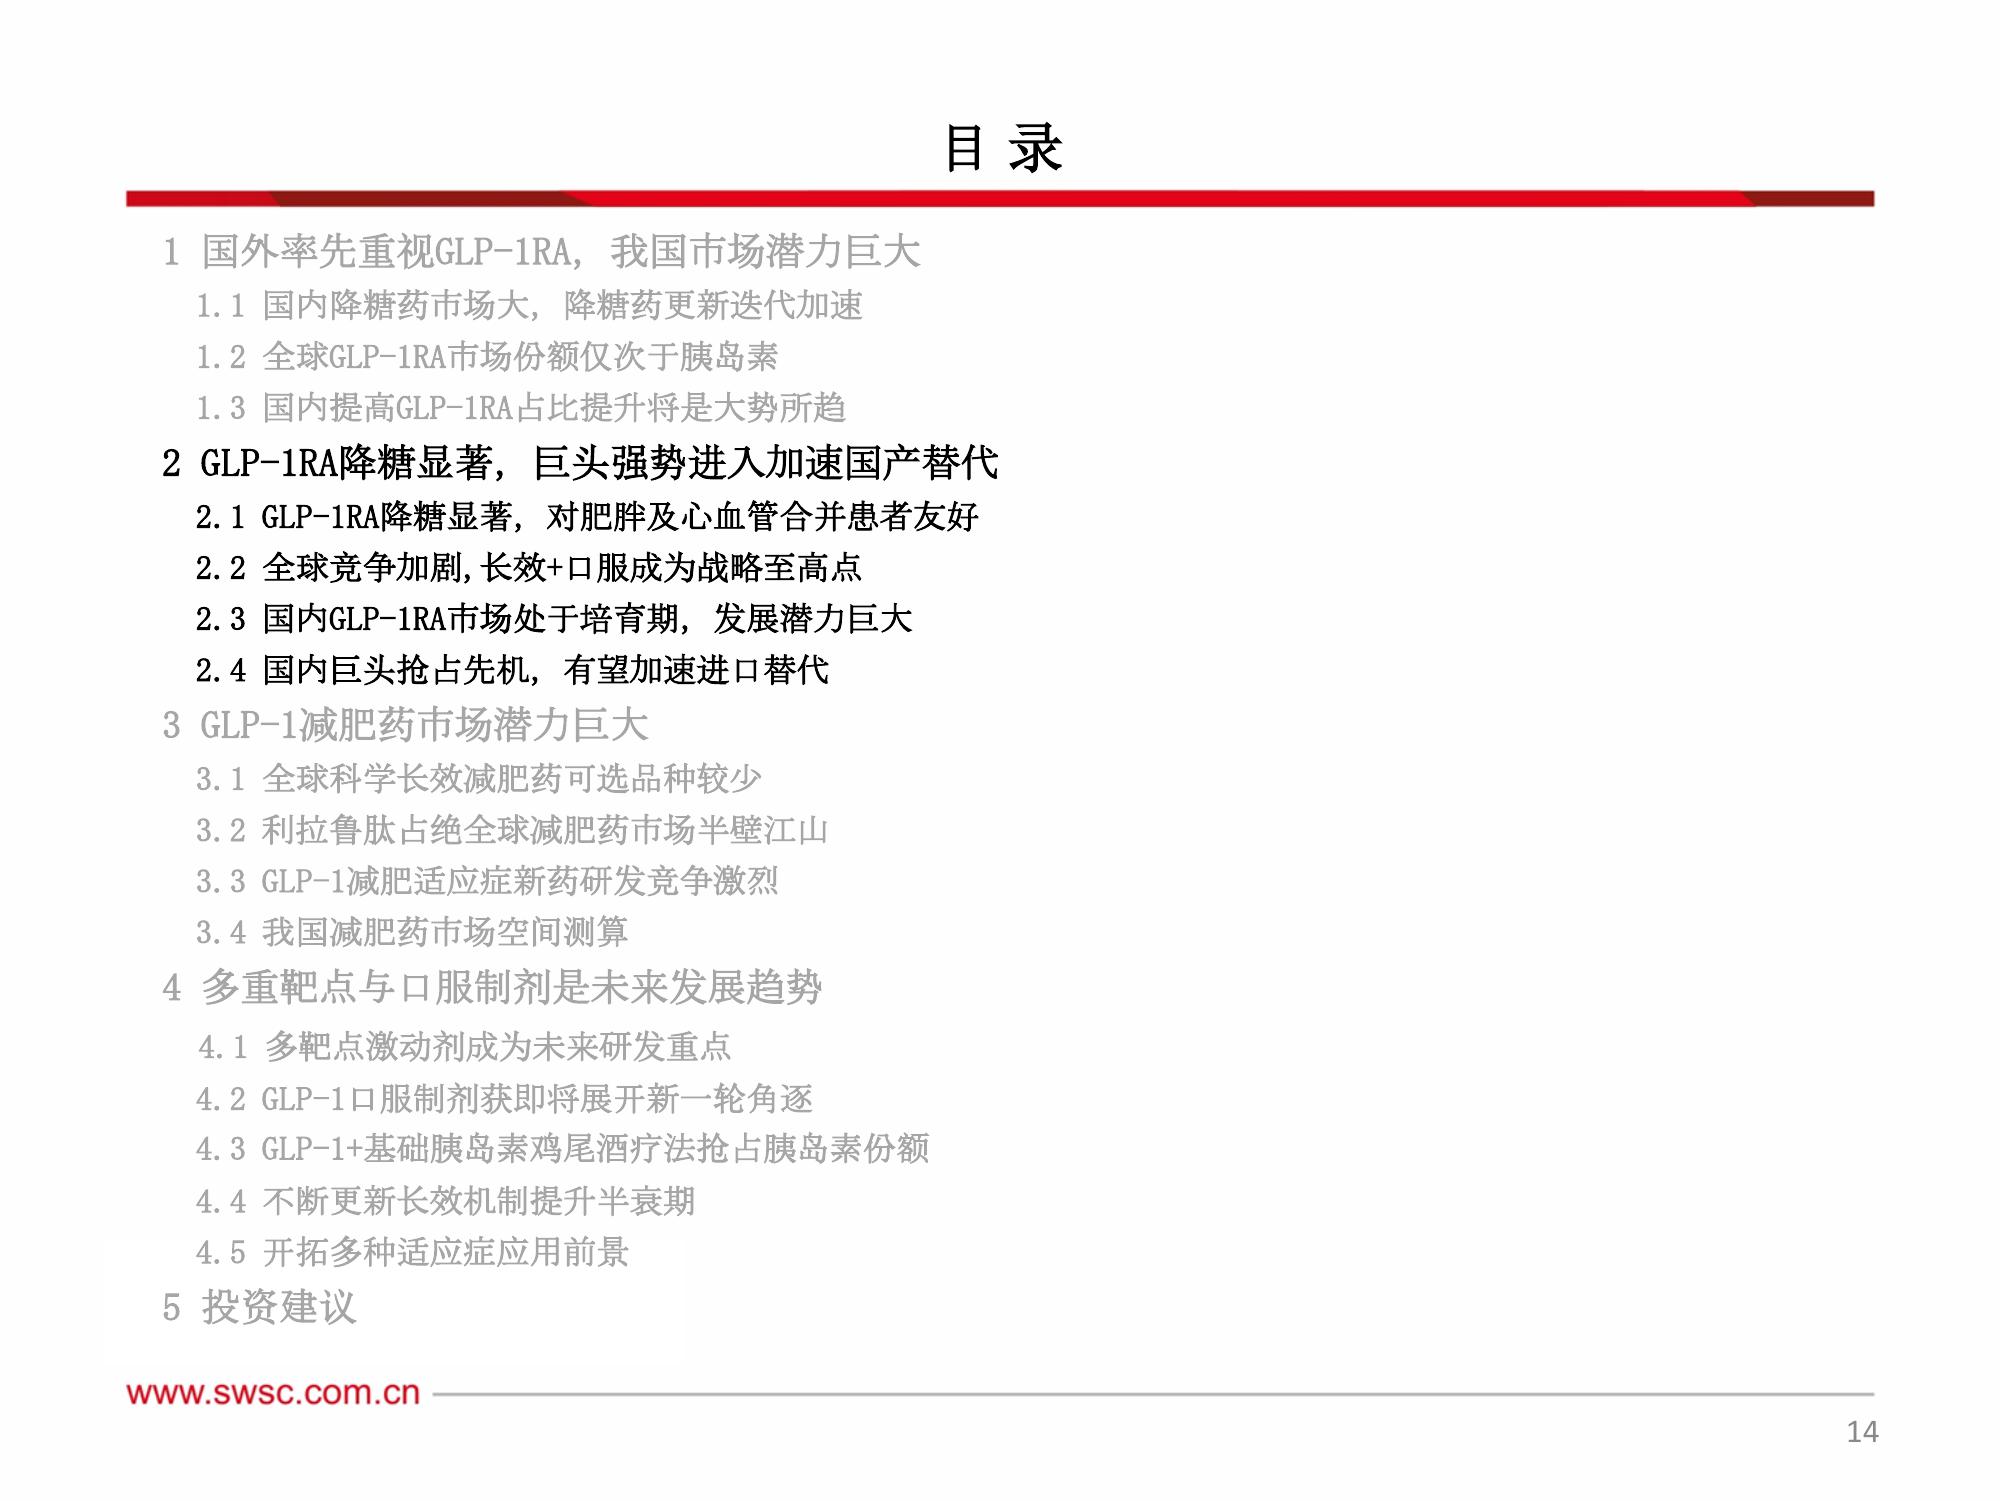 目 录
1 国外率先重视GLP-1RA，我国市场潜力巨大
1.1 国内降糖药市场大，降糖药更新迭代加速
1.2 全球GLP-1RA市场份额仅次于胰岛素
1.3 国内提高GLP-1RA占比提升将是大势所趋
2 GLP-1RA降糖显著，巨头强势进入加速国产替代
2.1 GLP-1RA降糖显著，对肥胖及心血管合并患者友好
2.2 全球竞争加剧,长效+口服成为战略至高点
2.3 国内GLP-1RA市场处于培育期，发展潜力巨大
2.4 国内巨头抢占先机，有望加速进口替代
3 GLP-1减肥药市场潜力巨大
3.1 全球科学长效减肥药可选品种较少
3.2 利拉鲁肽占绝全球减肥药市场半壁江山
3.3 GLP-1减肥适应症新药研发竞争激烈
3.4 我国减肥药市场空间测算
4 多重靶点与口服制剂是未来发展趋势
4.1 多靶点激动剂成为未来研发重点
4.2 GLP-1口服制剂获即将展开新一轮角逐
4.3 GLP-1+基础胰岛素鸡尾酒疗法抢占胰岛素份额
4.4 不断更新长效机制提升半衰期
4.5 开拓多种适应症应用前景
5 投资建议
www.swsc.com.cn
14